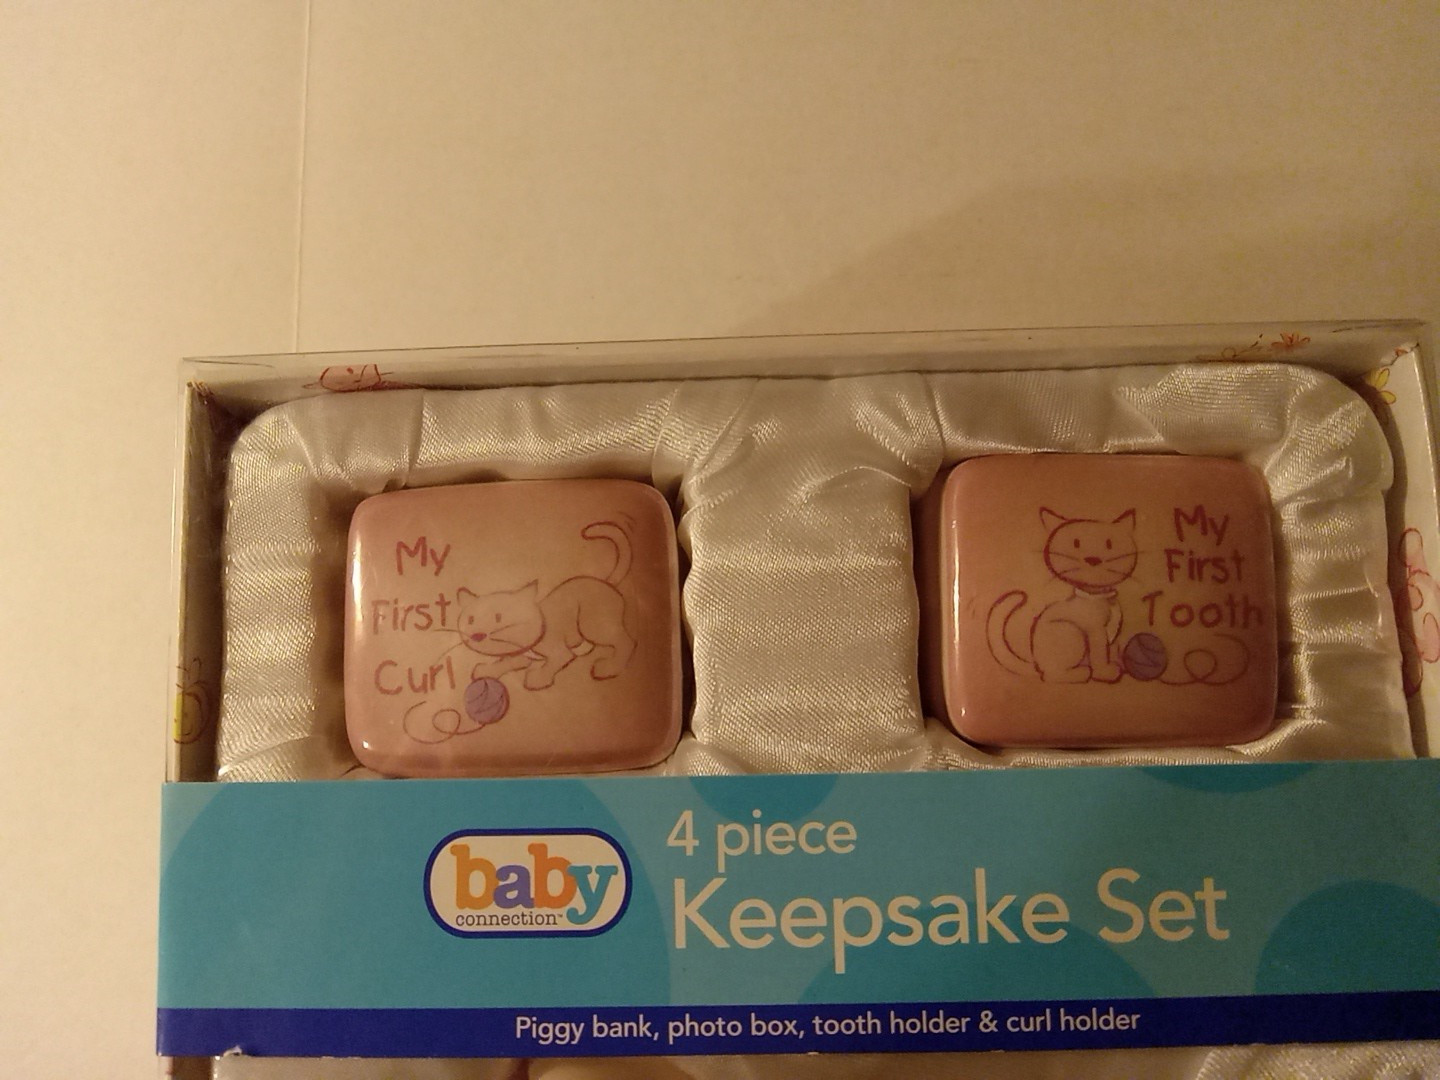 My
First
Curl
My
First
Tooth
baby
connection™
4 piece
Keepsake Set
Piggy bank, photo box, tooth holder & curl holder